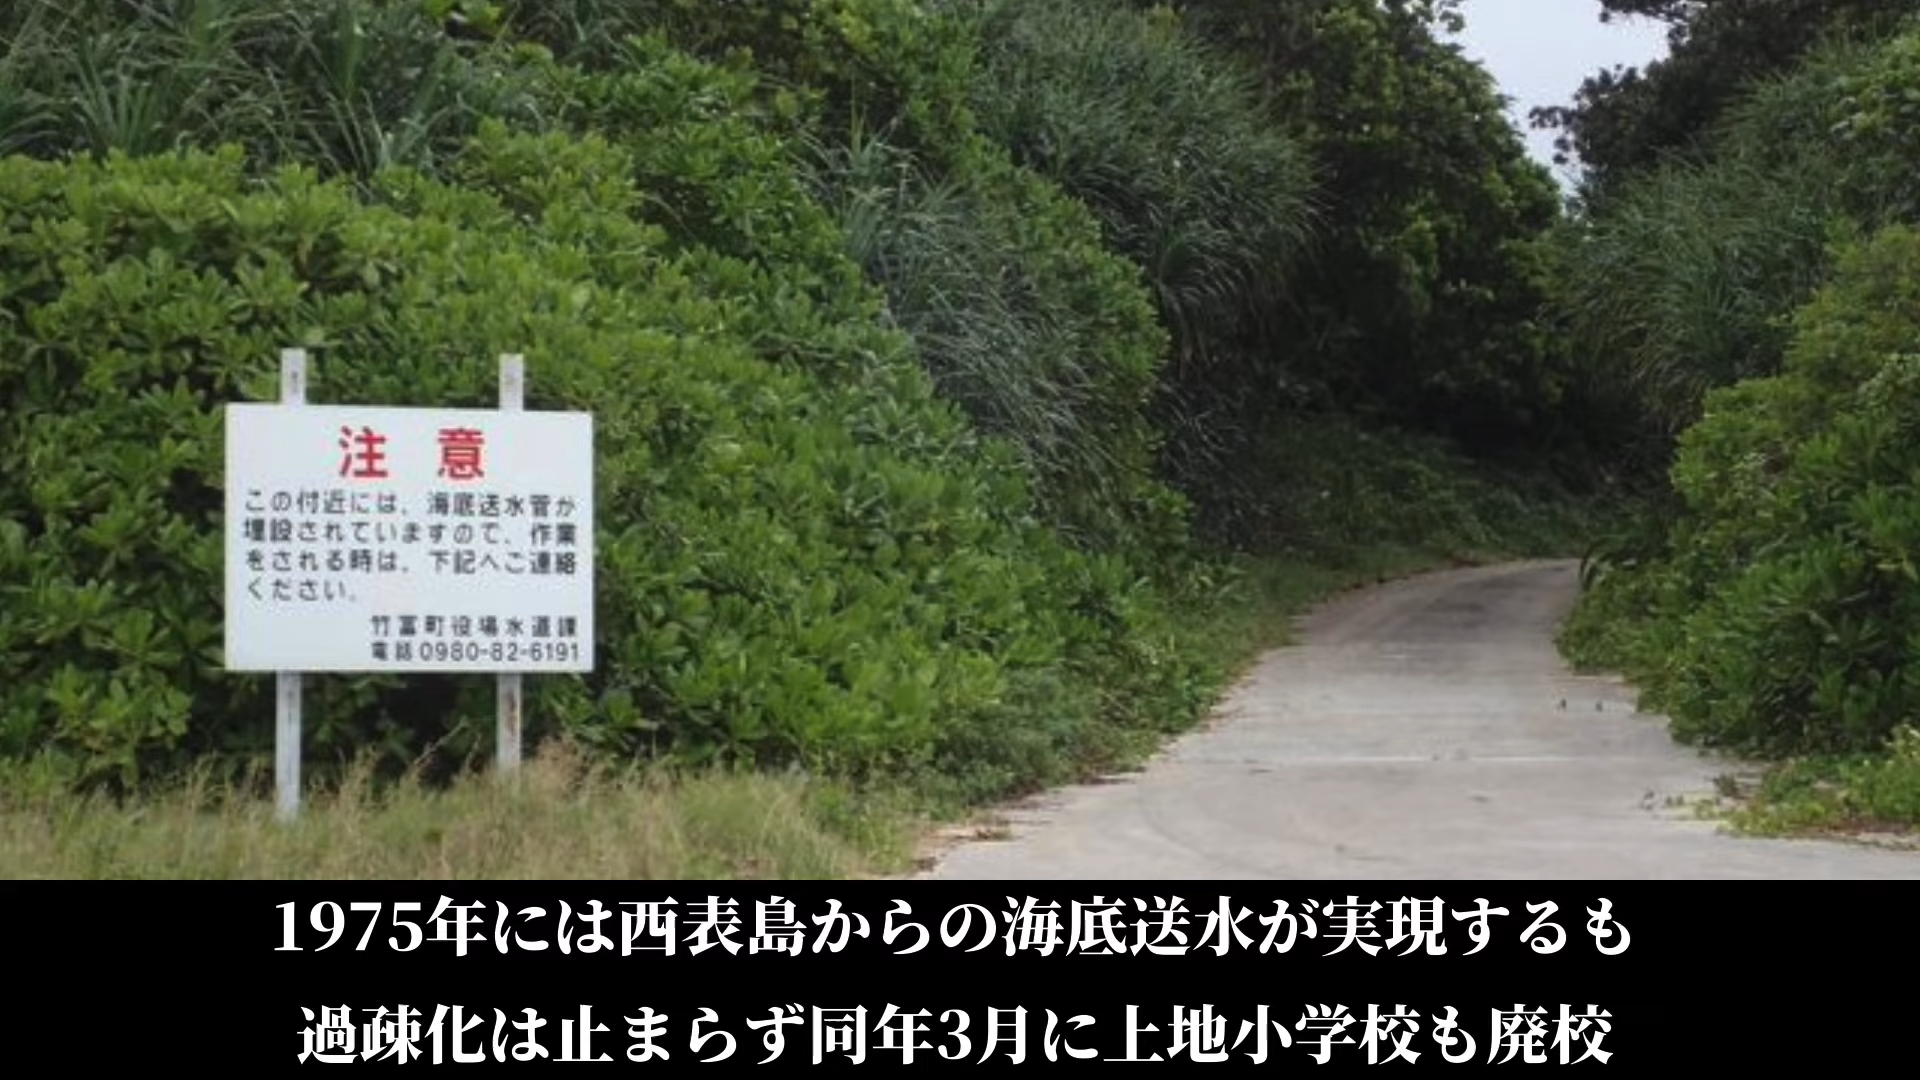 注意
この付近には、海底送水管が
埋設されていますので、作業
をされる時は、下記へご連絡
ください。
竹富町役場水道課
電話0980-82-6191
1975年には西表島からの海底送水が実現するも
過疎化は止まらず同年3月に上地小学校も廃校